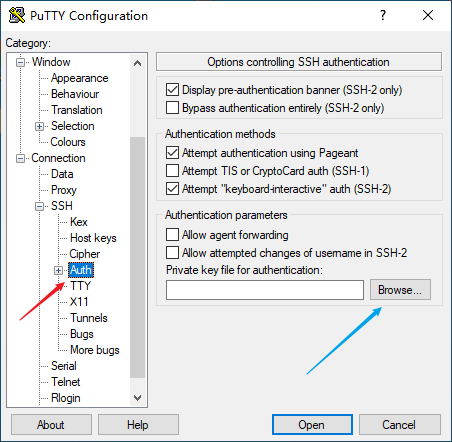 PuTTY Configuration
?
Category:
Window
Appearance
Behaviour
Translation
Selection
Colours
Connection
Data
Proxy
SSH
Kex
Host keys
Cipher
Auth
TTY
X11
Tunnels
Bugs
More bugs
Serial
Telnet
Rlogin
Options controlling SSH authentication
Display pre-authentication banner (SSH-2 only)
Bypass authentication entirely (SSH-2 only)
Authentication methods
Attempt authentication using Pageant
Attempt TIS or CryptoCard auth (SSH-1)
Attempt "keyboard-interactive" auth (SSH-2)
Authentication parameters
Allow agent forwarding
Allow attempted changes of username in SSH-2
Private key file for authentication:
Browse...
About
Help
Open
Cancel